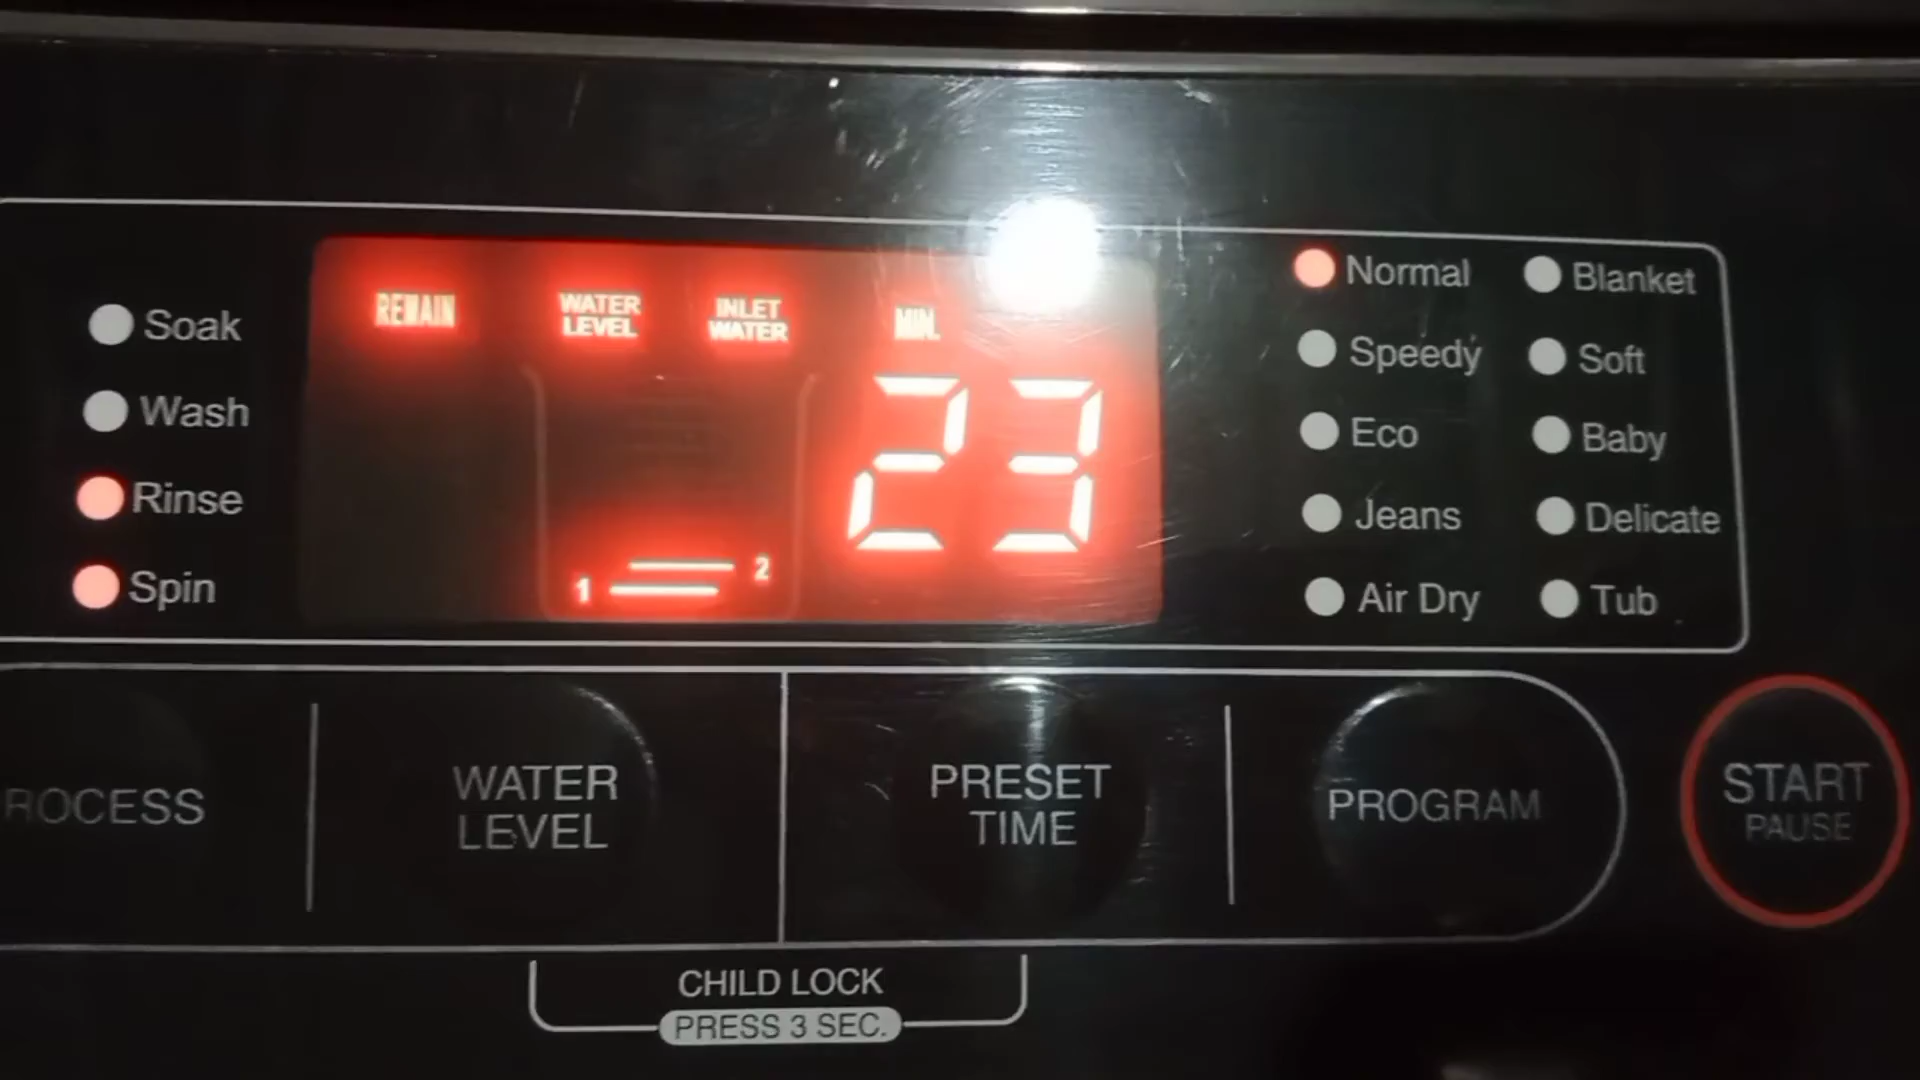 Soak
Wash
Rinse
Spin
REMAIN
WATER
LEVEL
INLET
WATER
MIN.
23
2
1
Normal
Speedy
Eco
Jeans
Air Dry
Blanket
Soft
Baby
Delicate
Tub
ROCESS
WATER
LEVEL
PRESET
TIME
PROGRAM
START
PAUSE
CHILD LOCK
PRESS 3 SEC.